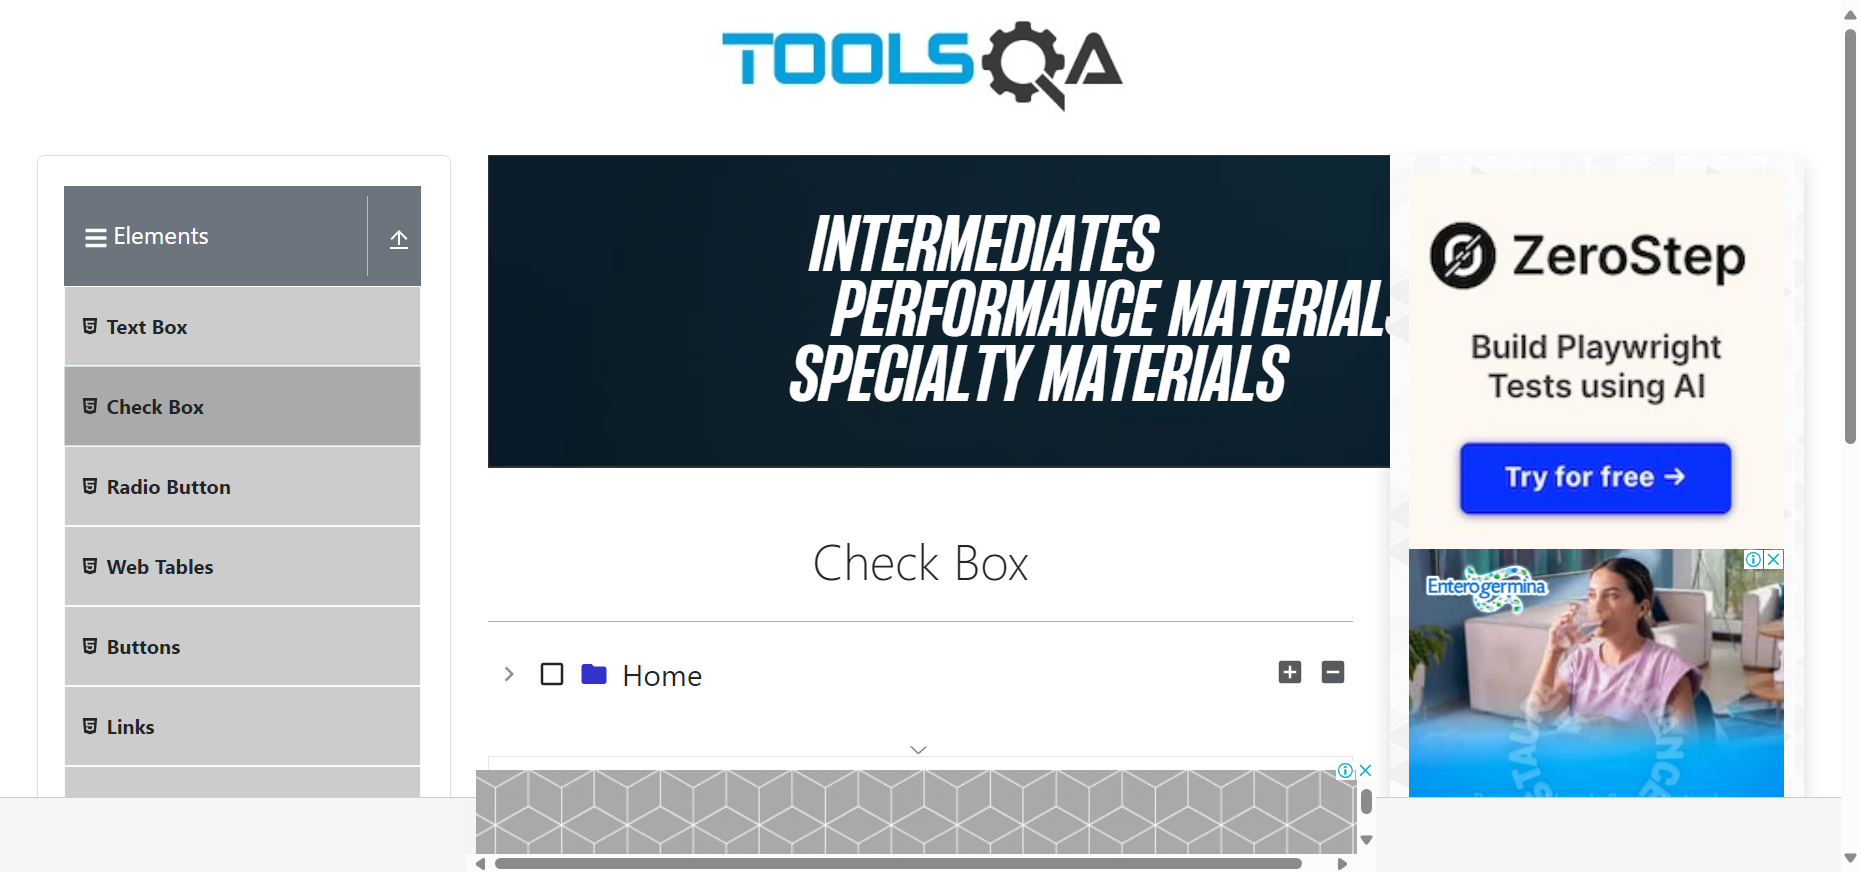 TOOLSQA
Elements
Text Box
Check Box
Radio Button
Web Tables
Buttons
Links
INTERMEDIATES
PERFORMANCE MATERIALS
SPECIALTY MATERIALS
Check Box
Home
ZeroStep
Build Playwright
Tests using AI
Try for free →
Enterogermina